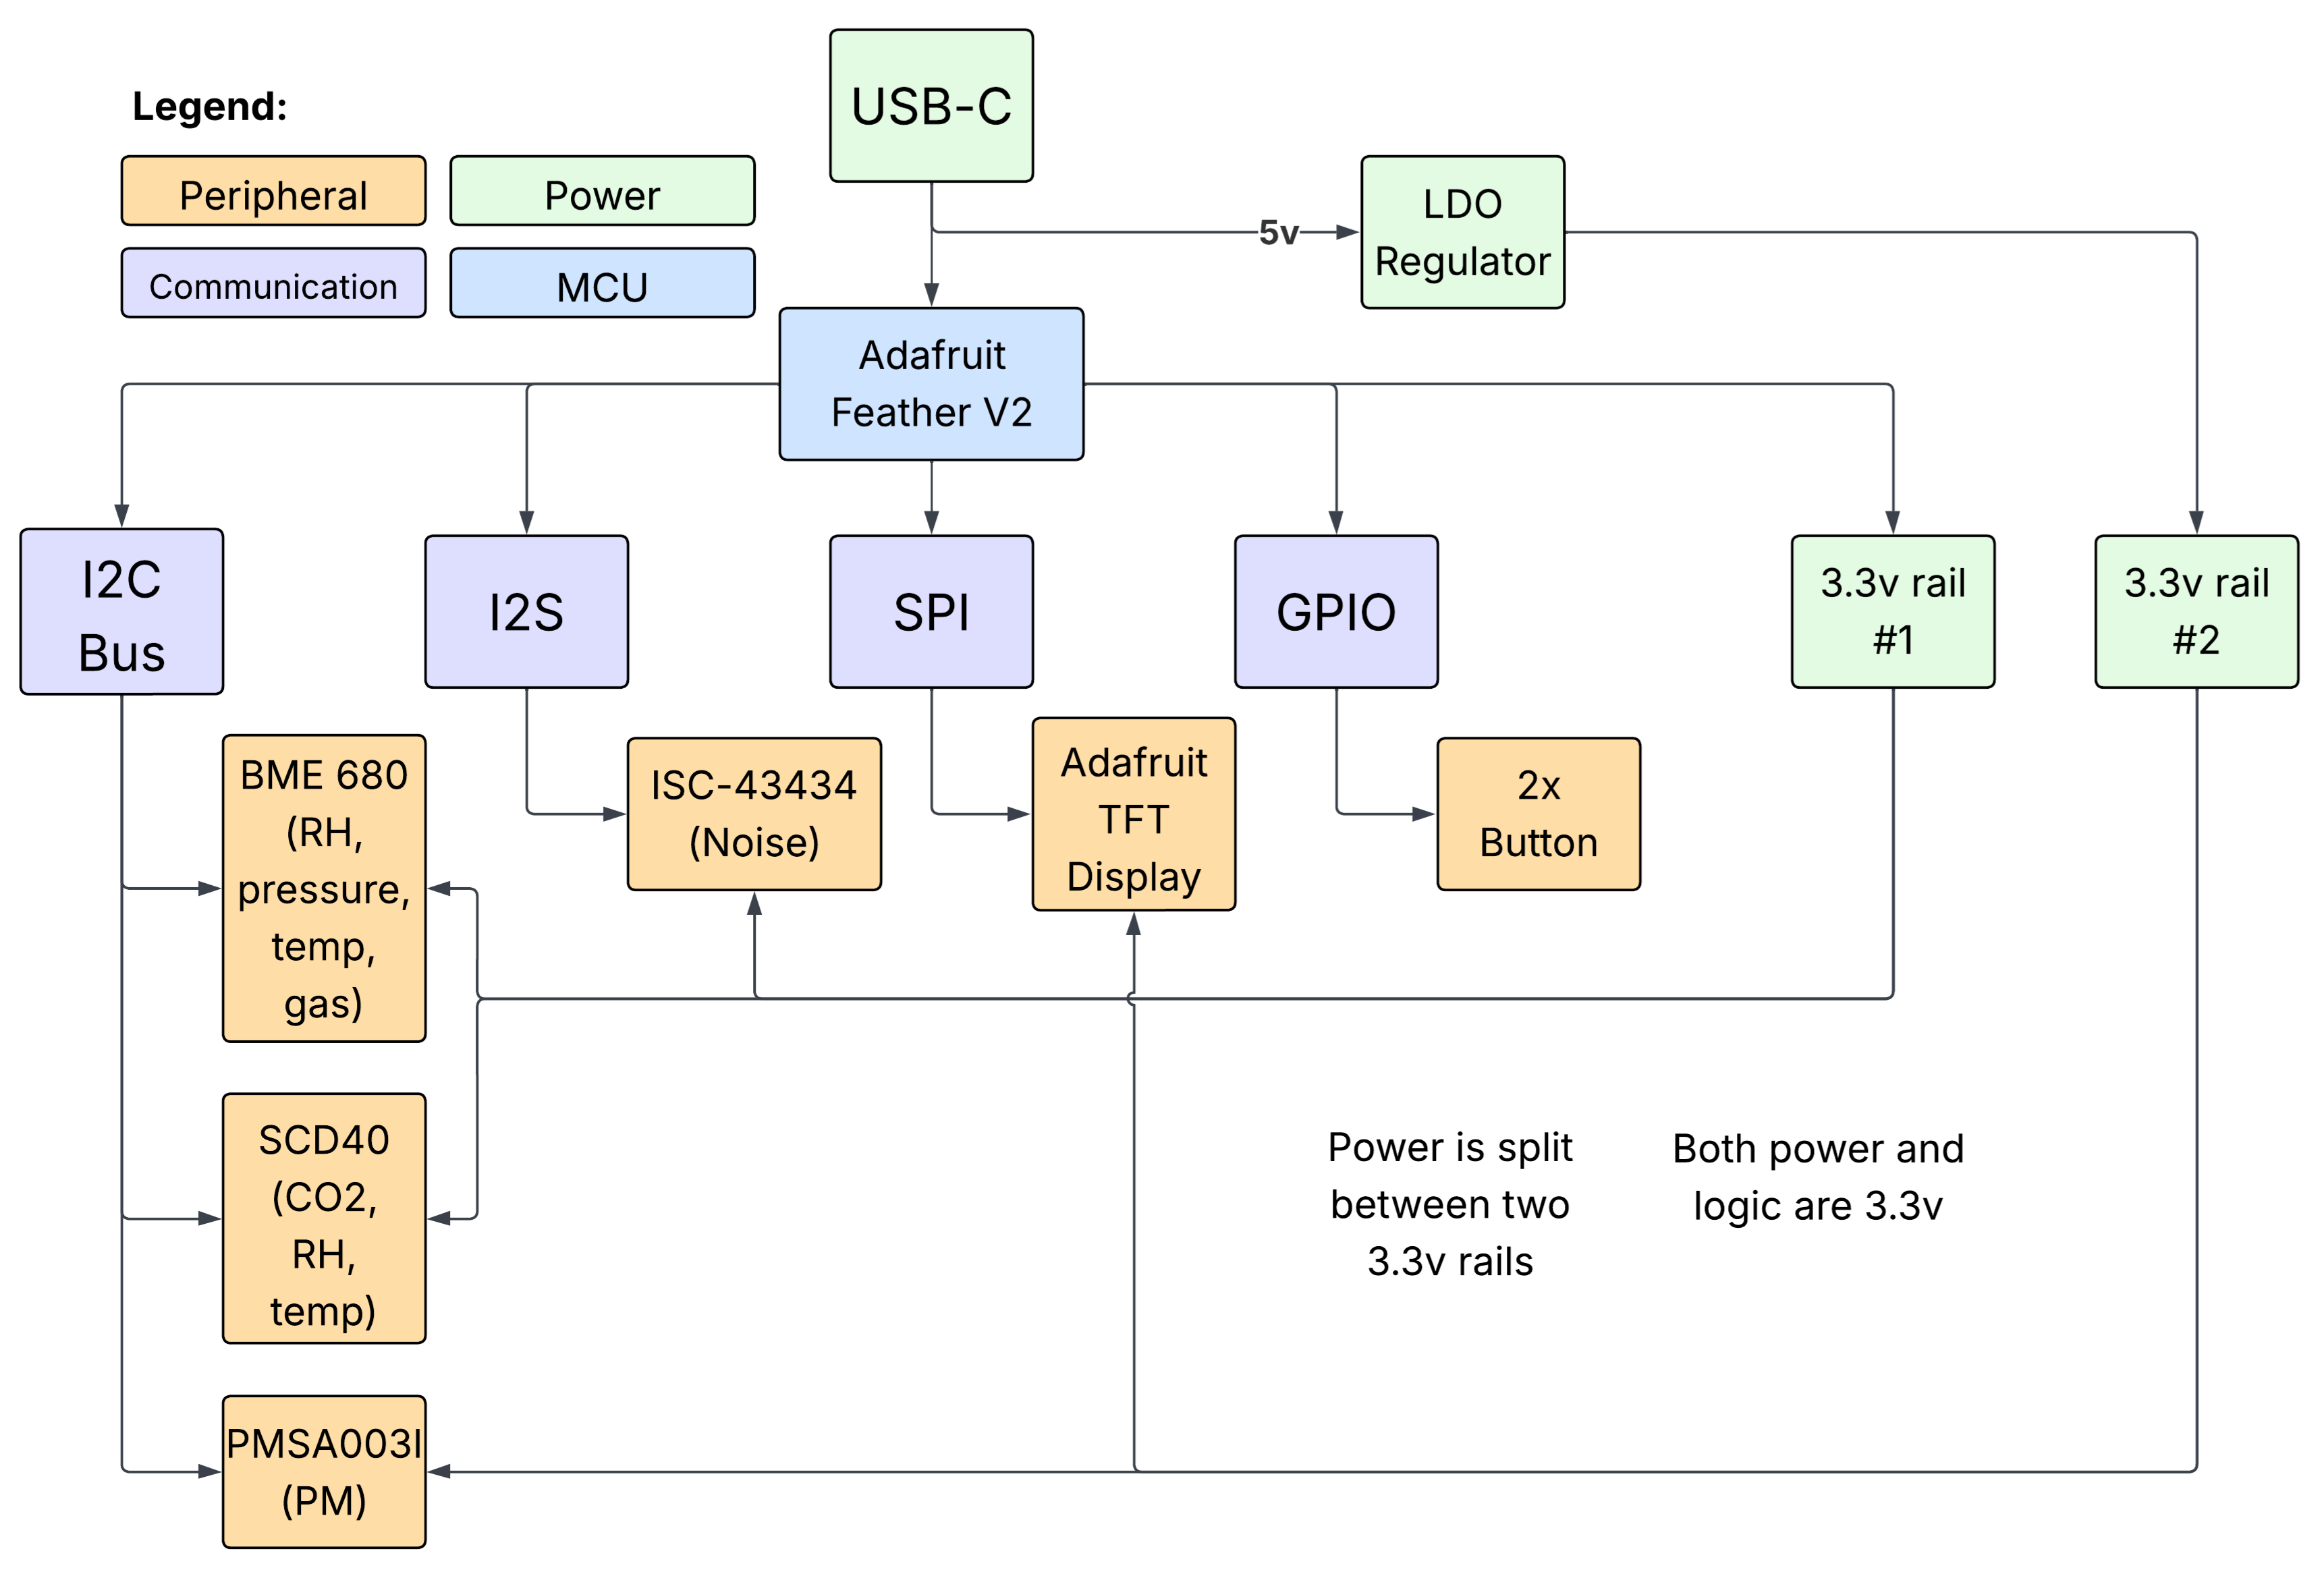 USB-C
Legend:
Peripheral
Power
Communication
MCU
5v
LDO
Regulator
Adafruit
Feather V2
I2C
Bus
I2S
SPI
GPIO
3.3v rail
#1
3.3v rail
#2
BME 680
(RH,
pressure,
temp,
gas)
ISC-43434
(Noise)
Adafruit
TFT
Display
2x
Button
SCD40
(CO2,
RH,
temp)
Power is split
between two
3.3v rails
Both power and
logic are 3.3v
PMSA003I
(PM)